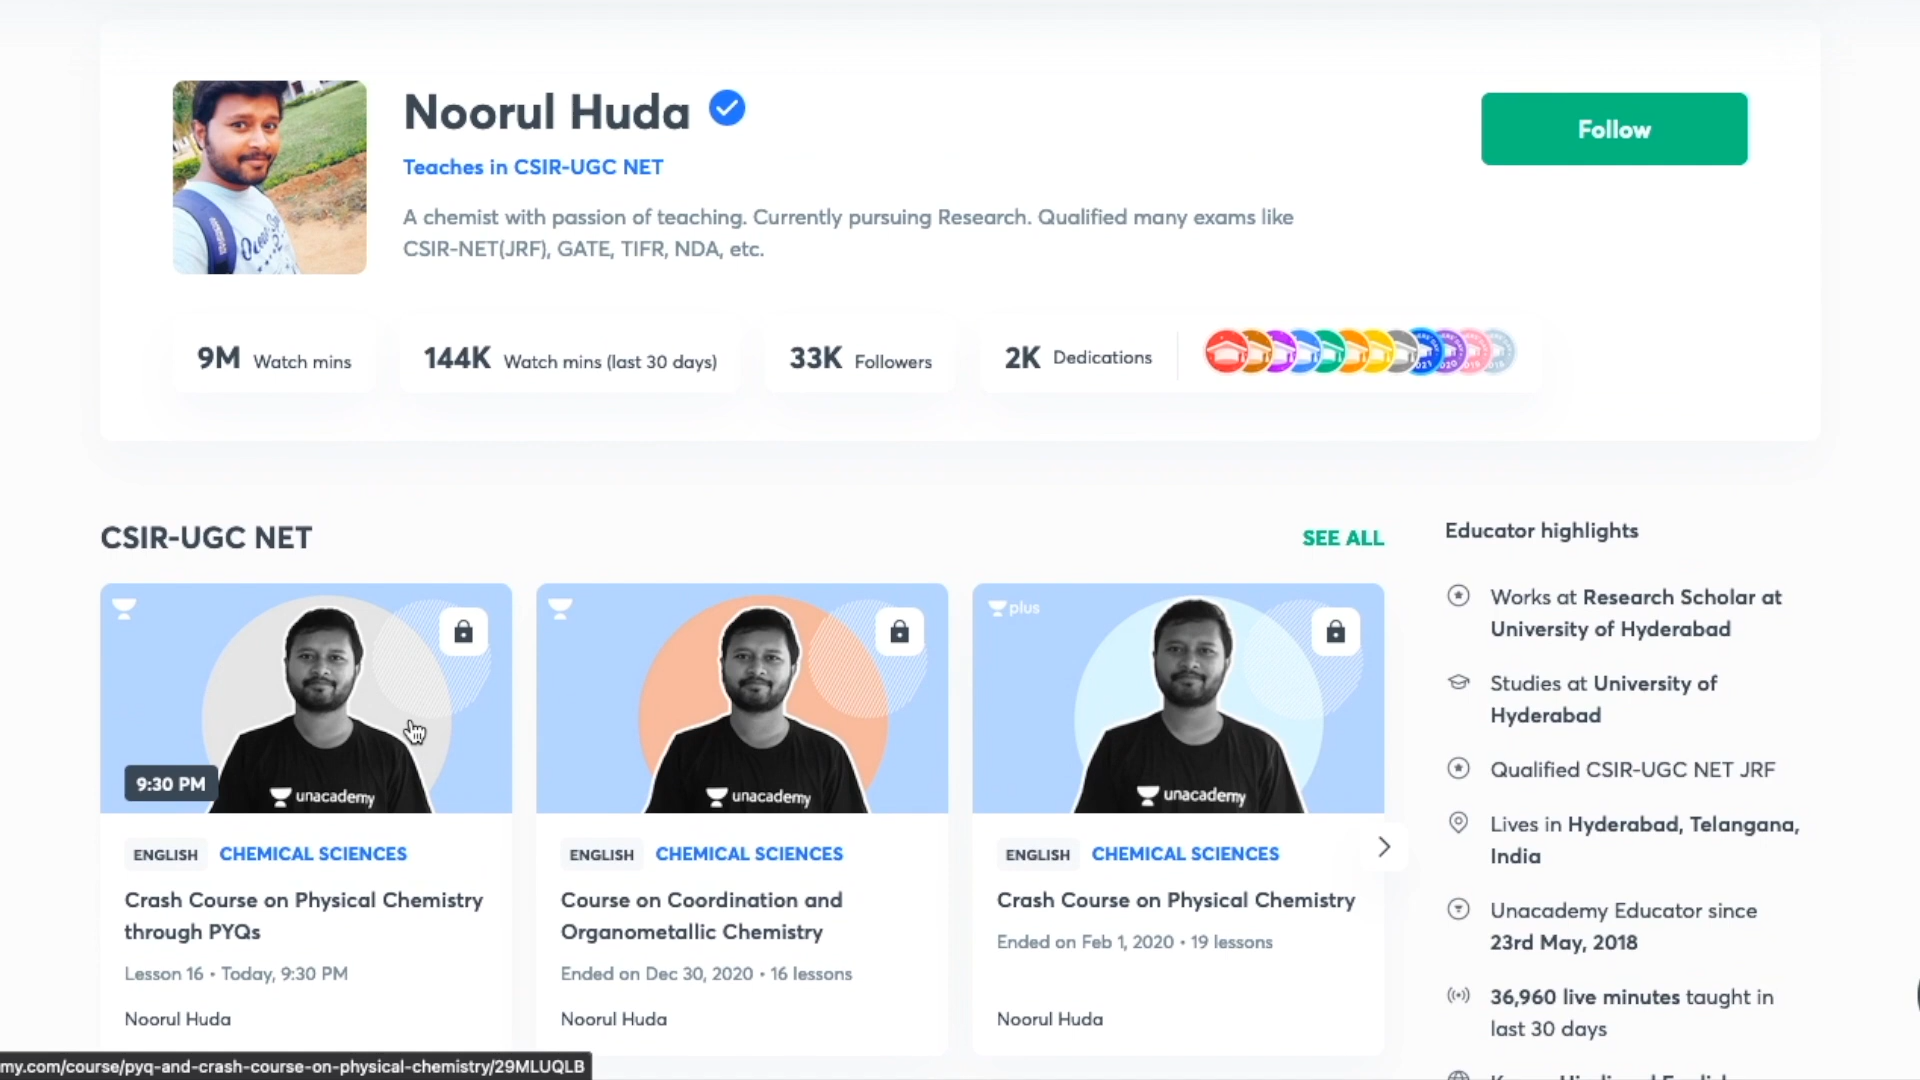 Noorul Huda
Follow
Teaches in CSIR-UGC NET
A chemist with passion of teaching. Currently pursuing Research. Qualified many exams like
CSIR-NET(JRF), GATE, TIFR, NDA, etc.
9M Watch mins
144K Watch mins (last 30 days)
33K Followers
2K Dedications
CSIR-UGC NET
SEE ALL
9:30 PM
unacademy
ENGLISH CHEMICAL SCIENCES
Crash Course on Physical Chemistry
through PYQs
Lesson 16 • Today, 9:30 PM
Noorul Huda
unacademy
ENGLISH CHEMICAL SCIENCES
Course on Coordination and
Organometallic Chemistry
Ended on Dec 30, 2020 • 16 lessons
Noorul Huda
plus
unacademy
ENGLISH CHEMICAL SCIENCES
Crash Course on Physical Chemistry
Ended on Feb 1, 2020 • 19 lessons
Noorul Huda
Educator highlights
Works at Research Scholar at
University of Hyderabad
Studies at University of
Hyderabad
Qualified CSIR-UGC NET JRF
Lives in Hyderabad, Telangana,
India
Unacademy Educator since
23rd May, 2018
36,960 live minutes taught in
last 30 days
my.com/course/pyq-and-crash-course-on-physical-chemistry/29MLUQLB